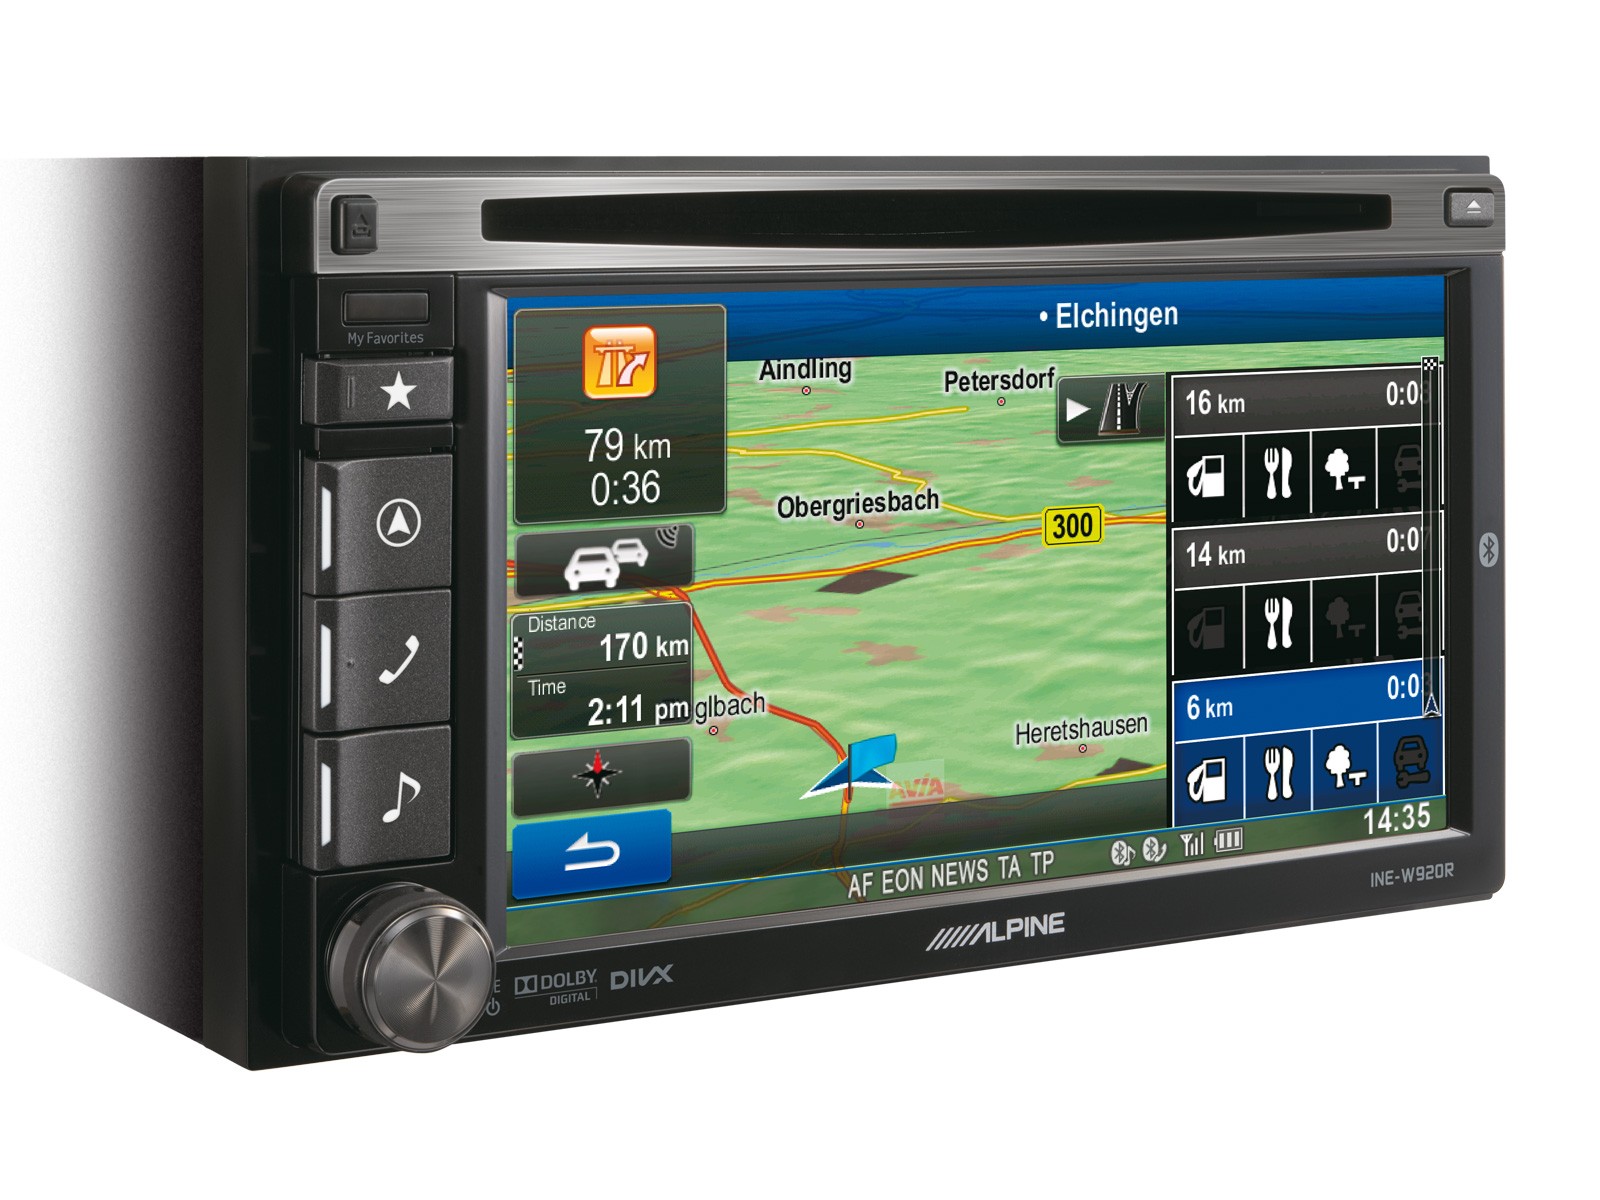 My Favorites
• Elchingen
79 km
0:36
Aindling
Petersdorf
Obergriesbach
300
Distance
170 km
Time
2:11 pm
glbach
Heretshausen
AVIA
16 km
14 km
6 km
14:35
AF EON NEWS TA TP
INE-W920R
ALPINE
DOLBY
DIGITAL
DIVX